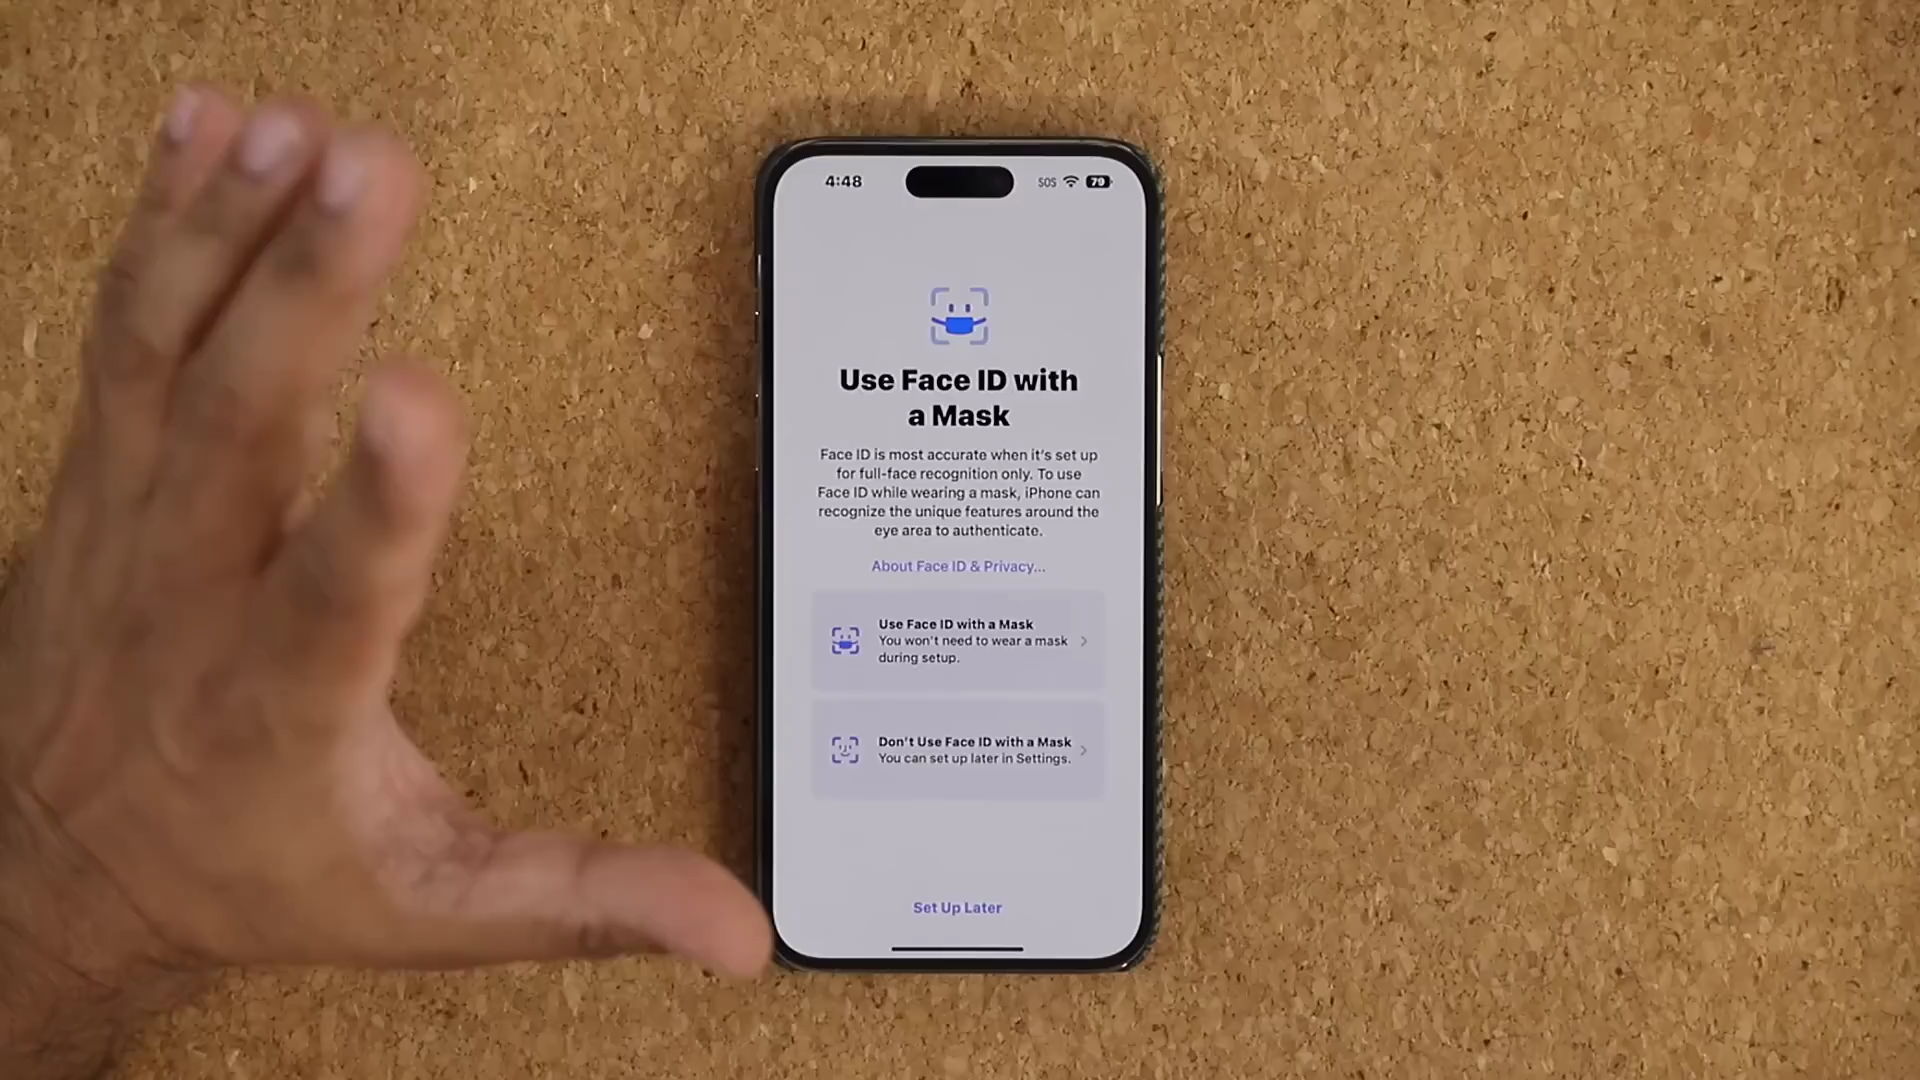 4:48 SOS 79
Use Face ID with
a Mask
Face ID is most accurate when it's set up
for full-face recognition only. To use
Face ID while wearing a mask, iPhone can
recognize the unique features around the
eye area to authenticate.
About Face ID & Privacy...
Use Face ID with a Mask
You won't need to wear a mask
during setup.
Don't Use Face ID with a Mask
You can set up later in Settings.
Set Up Later